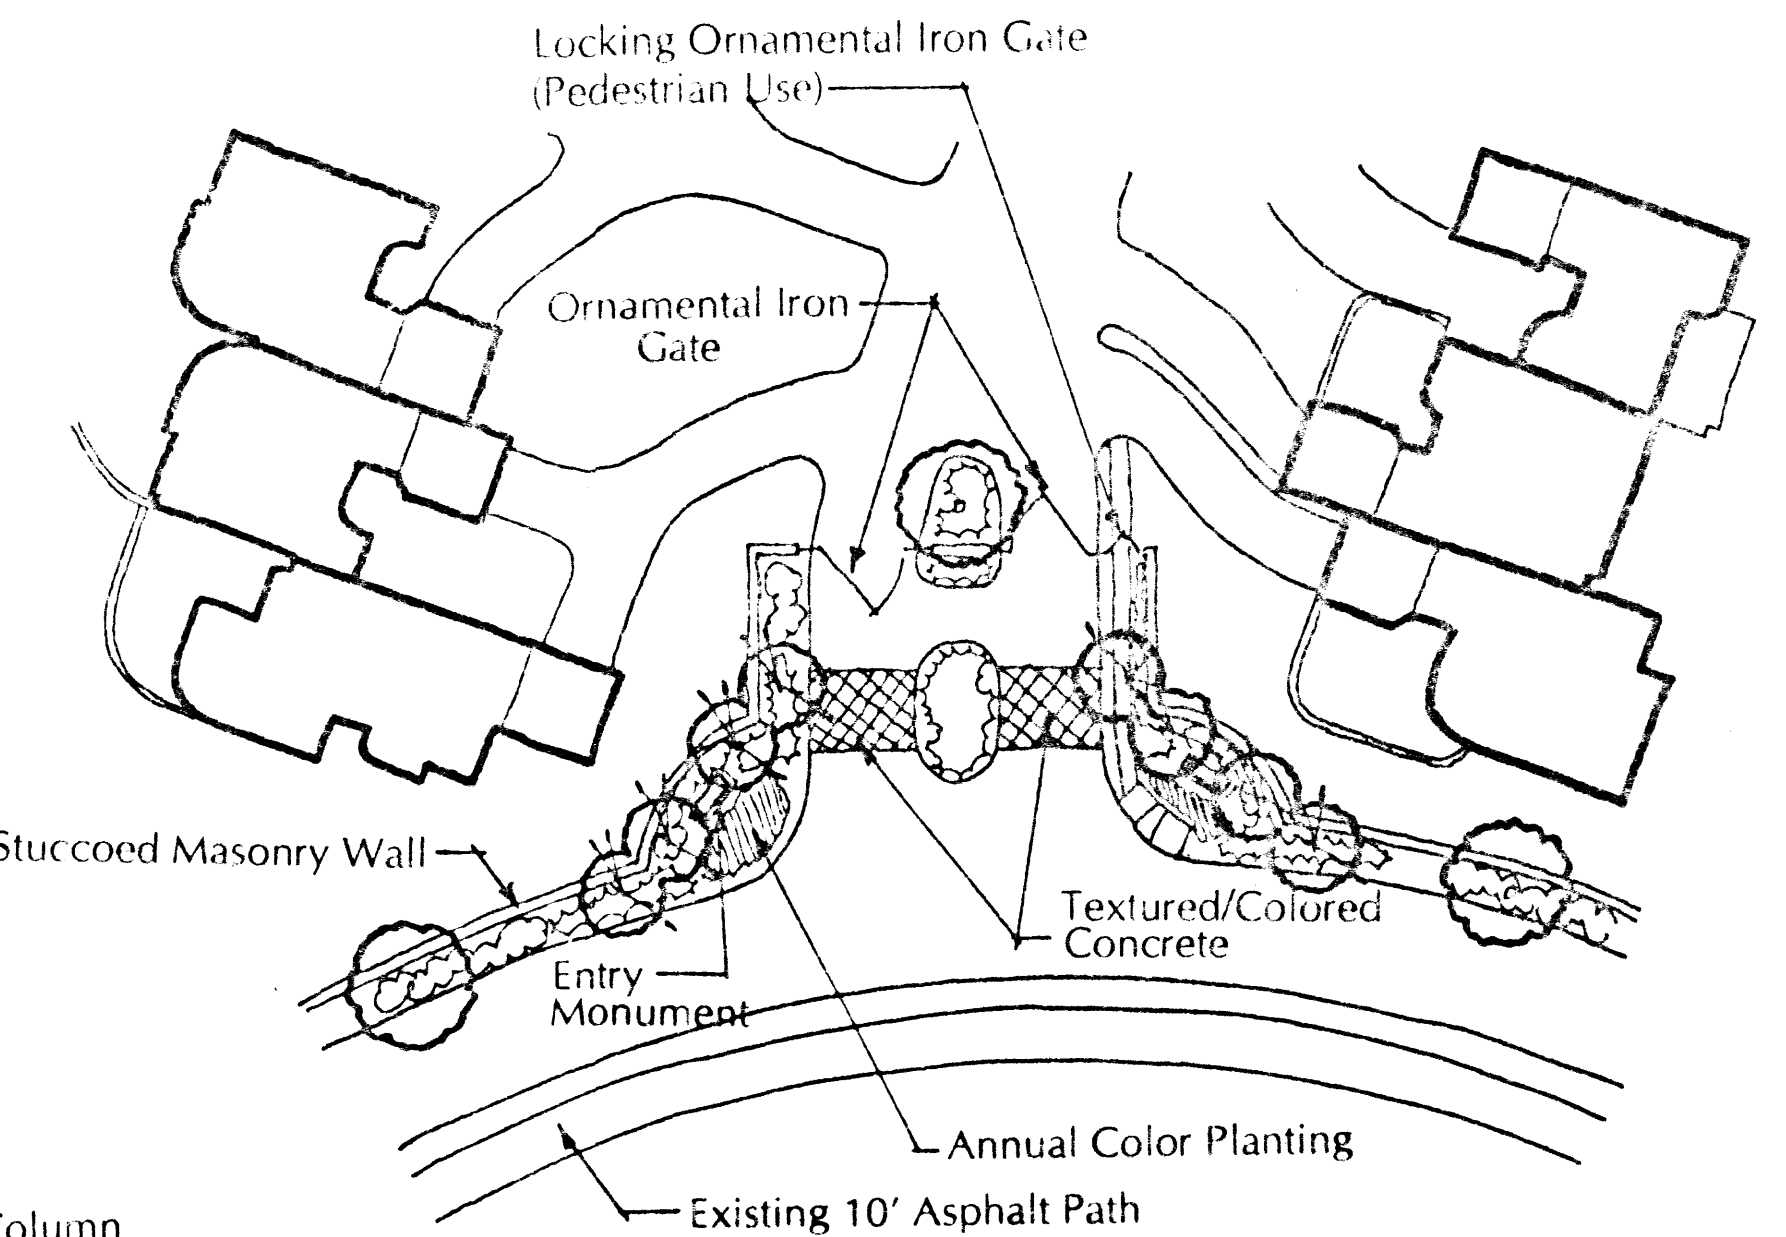 Locking Ornamental Iron Gate
(Pedestrian Use)
Ornamental Iron
Gate
Stuccoed Masonry Wall
Textured/Colored
Concrete
Entry
Monument
Annual Color Planting
Existing 10' Asphalt Path
Column